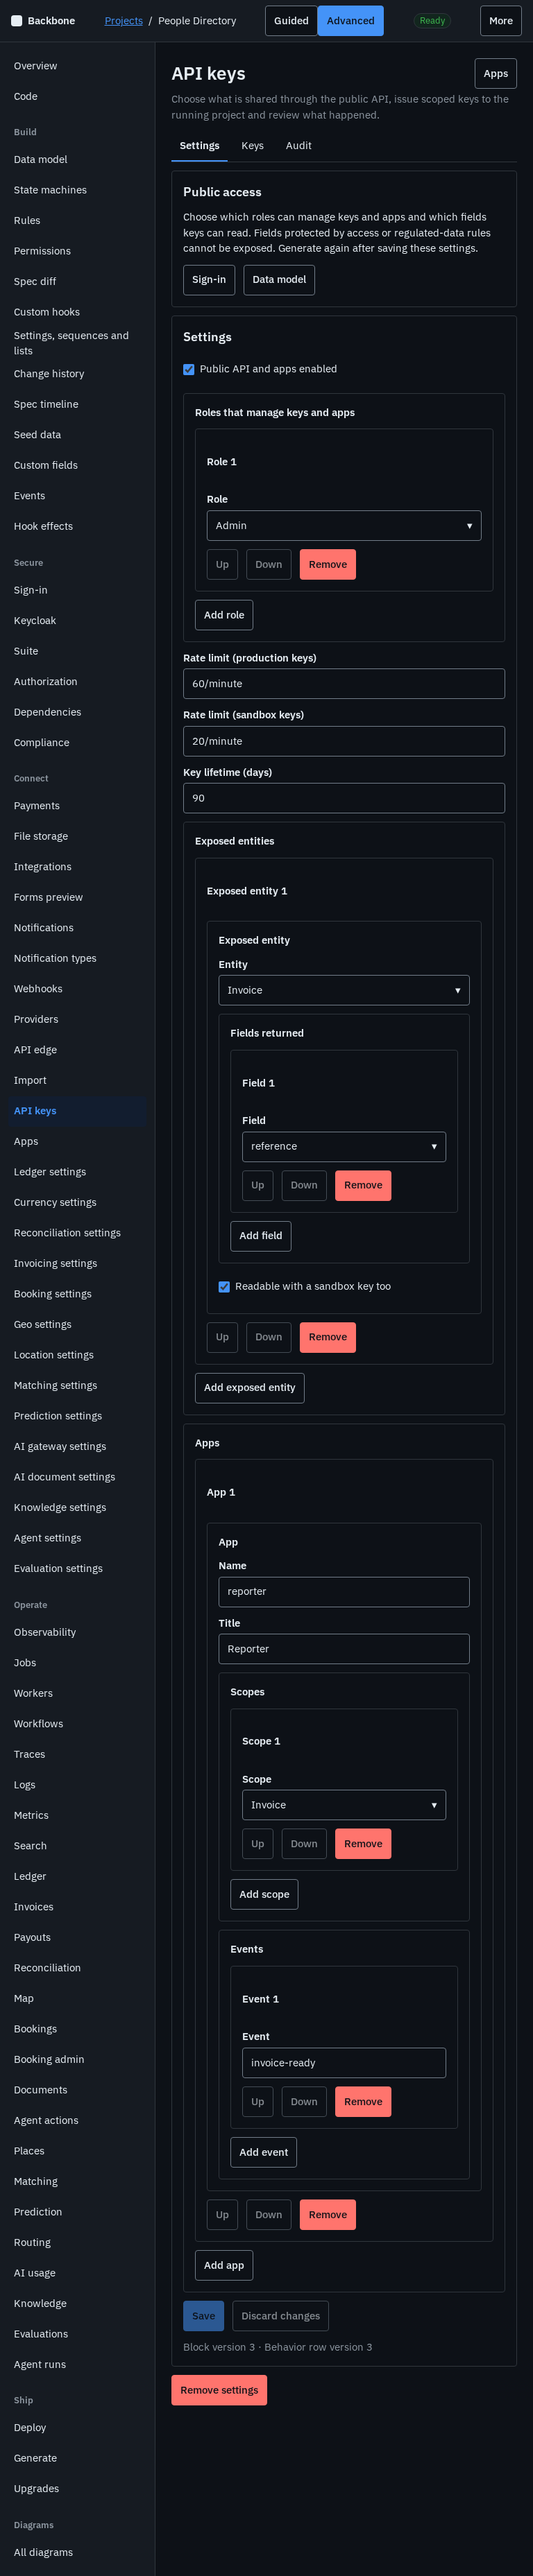 Backbone
Projects / People Directory
Guided
Advanced
Ready
More
Overview
Code
Build
Data model
State machines
Rules
Permissions
Spec diff
Custom hooks
Settings, sequences and
lists
Change history
Spec timeline
Seed data
Custom fields
Events
Hook effects
Secure
Sign-in
Keycloak
Suite
Authorization
Dependencies
Compliance
Connect
Payments
File storage
Integrations
Forms preview
Notifications
Notification types
Webhooks
Providers
API edge
Import
API keys
Apps
Ledger settings
Currency settings
Reconciliation settings
Invoicing settings
Booking settings
Geo settings
Location settings
Matching settings
Prediction settings
AI gateway settings
AI document settings
Knowledge settings
Agent settings
Evaluation settings
Operate
Observability
Jobs
Workers
Workflows
Traces
Logs
Metrics
Search
Ledger
Invoices
Payouts
Reconciliation
Map
Bookings
Booking admin
Documents
Agent actions
Places
Matching
Prediction
Routing
AI usage
Knowledge
Evaluations
Agent runs
Ship
Deploy
Generate
Upgrades
Diagrams
All diagrams
API keys
Apps
Choose what is shared through the public API, issue scoped keys to the
running project and review what happened.
Settings
Keys
Audit
Public access
Choose which roles can manage keys and apps and which fields
keys can read. Fields protected by access or regulated-data rules
cannot be exposed. Generate again after saving these settings.
Sign-in
Data model
Settings
Public API and apps enabled
Roles that manage keys and apps
Role 1
Role
Admin
Up
Down
Remove
Add role
Rate limit (production keys)
60/minute
Rate limit (sandbox keys)
20/minute
Key lifetime (days)
90
Exposed entities
Exposed entity 1
Exposed entity
Entity
Invoice
Fields returned
Field 1
Field
reference
Up
Down
Remove
Add field
Readable with a sandbox key too
Up
Down
Remove
Add exposed entity
Apps
App 1
App
Name
reporter
Title
Reporter
Scopes
Scope 1
Scope
Invoice
Up
Down
Remove
Add scope
Events
Event 1
Event
invoice-ready
Up
Down
Remove
Add event
Up
Down
Remove
Add app
Save
Discard changes
Block version 3 · Behavior row version 3
Remove settings